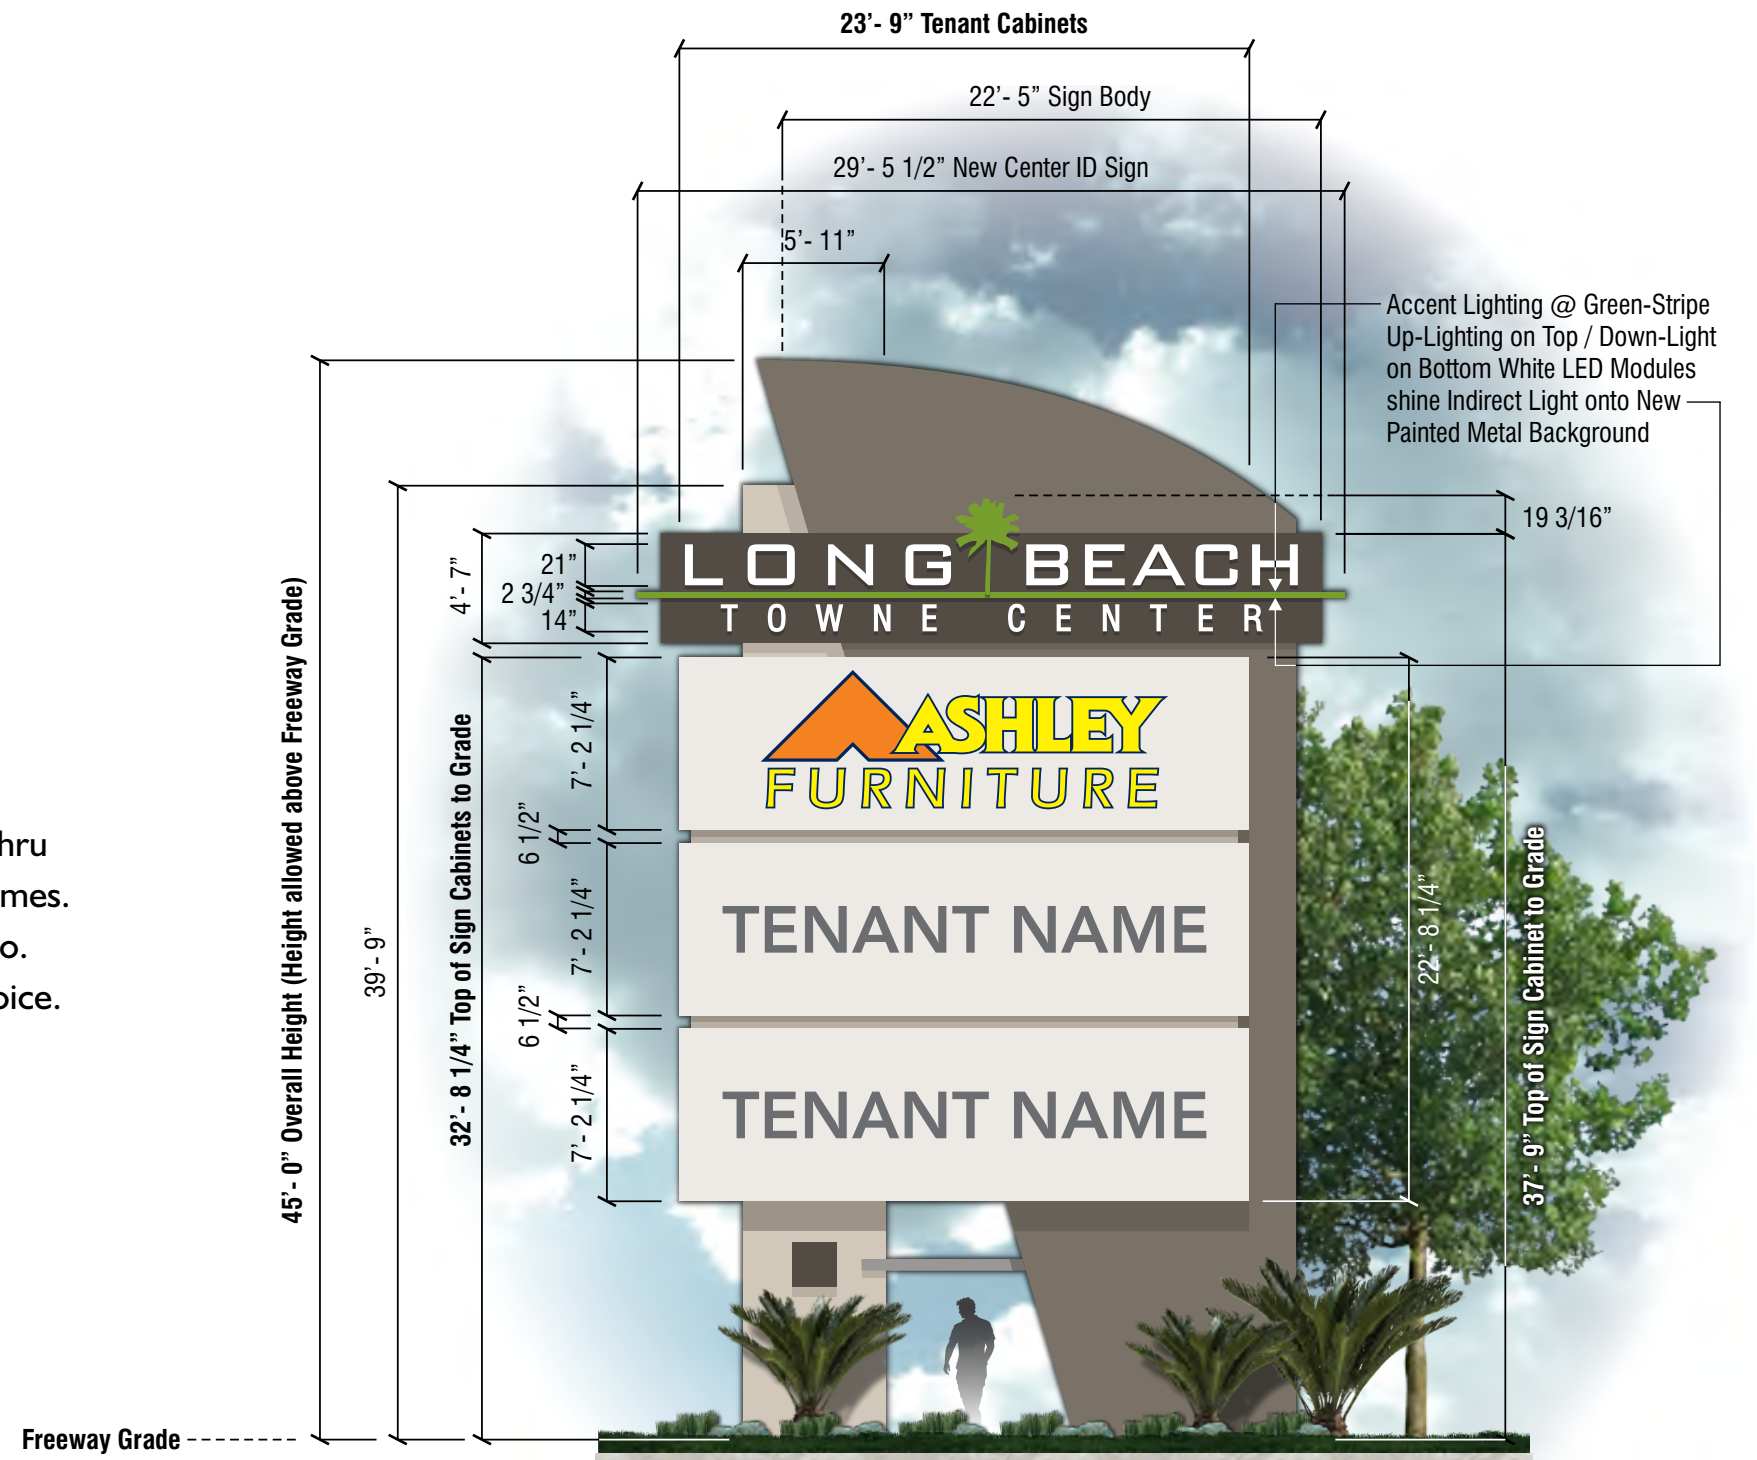 23’- 9” Tenant Cabinets
22’- 5” Sign Body
29’- 5 1/2” New Center ID Sign
5’- 11”
Accent Lighting @ Green-Stripe
Up-Lighting on Top / Down-Light
on Bottom White LED Modules
shine Indirect Light onto New
Painted Metal Background
19 3/16”
4’- 7”
21”
2 3/4”
14”
LONG BEACH
TOWNE CENTER
45’- 0” Overall Height (Height allowed above Freeway Grade)
39’- 9”
32’- 8 1/4” Top of Sign Cabinets to Grade
7’- 2 1/4”
6 1/2”
7’- 2 1/4”
6 1/2”
7’- 2 1/4”
ASHLEY
FURNITURE
TENANT NAME
TENANT NAME
22’- 8 1/4”
37’- 9” Top of Sign Cabinet to Grade
hru
mes.
o.
oice.
Freeway Grade